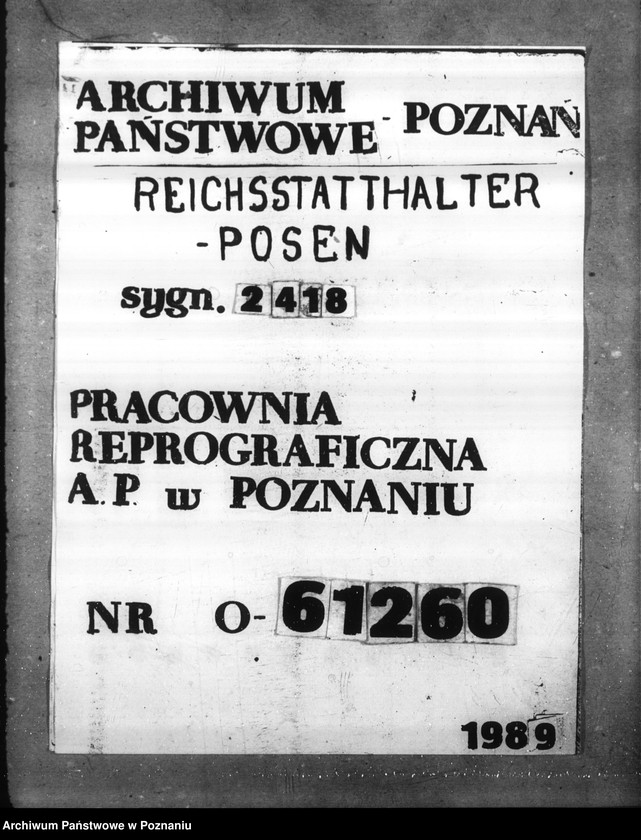 ARCHIWUM
PAŃSTWOWE - POZNAŃ
REICHSSTATTHALTER
-POSEN
sygn. 2418
PRACOWNIA
REPROGRAFICZNA
A.P. w POZNANIU
NR O-61260
1989
Archiwum Państwowe w Poznaniu